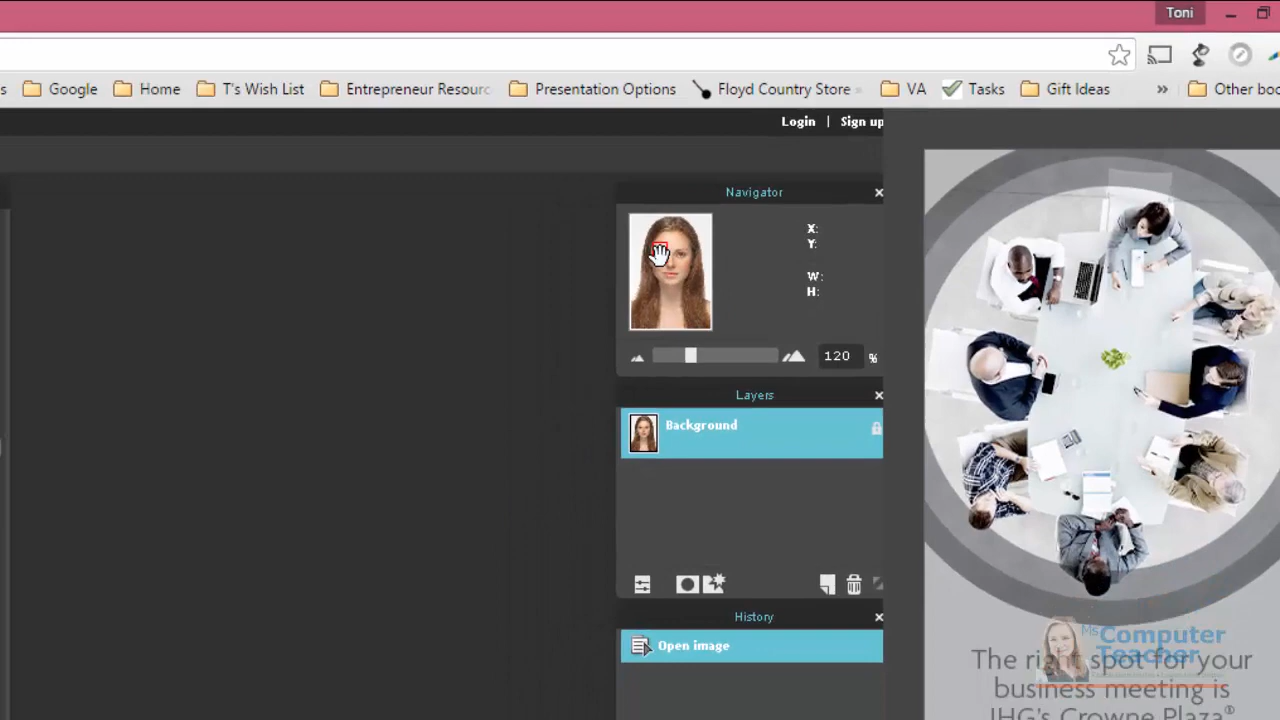 Toni
s Google Home T's Wish List Entrepreneur Resourc Presentation Options Floyd Country Store VA Tasks Gift Ideas » Other boo
Login | Sign up
Navigator
X:
Y:
W:
H:
120 %
Layers
Background
History
Open image
Ms
Computer
Teacher
The right spot for your
business meeting is
IHG's Crowne Plaza®